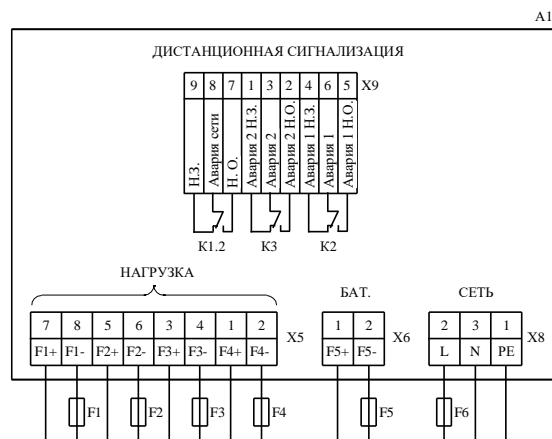 A1
ДИСТАНЦИОННАЯ СИГНАЛИЗАЦИЯ
9 8 7 1 3 2 4 6 5 X9
Н.З. Авария сети Н. О. Авария 2 Н.З. Авария 2 Авария 2 Н.О. Авария 1 Н.З. Авария 1 Авария 1 Н.О.
K1.2 K3 K2
НАГРУЗКА БАТ. СЕТЬ
7 8 5 6 3 4 1 2 X5 1 2 X6 2 3 1 X8
F1+ F1- F2+ F2- F3+ F3- F4+ F4- F5+ F5- L N PE
F1 F2 F3 F4 F5 F6